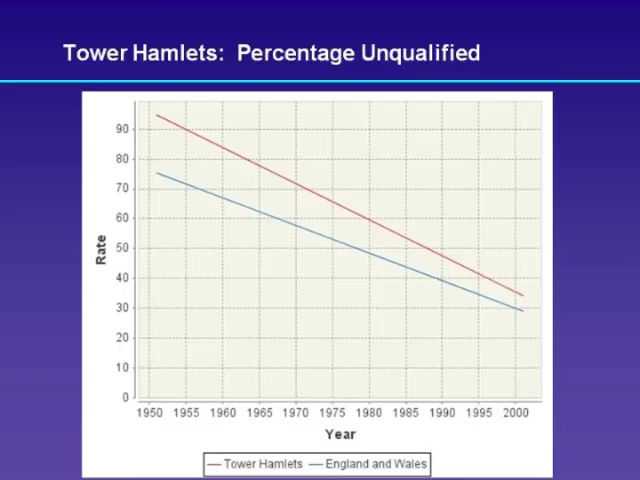 Tower Hamlets: Percentage Unqualified
90
80
70
60
50
40
30
20
10
0
Rate
1950 1955 1960 1965 1970 1975 1980 1985 1990 1995 2000
Year
Tower Hamlets England and Wales